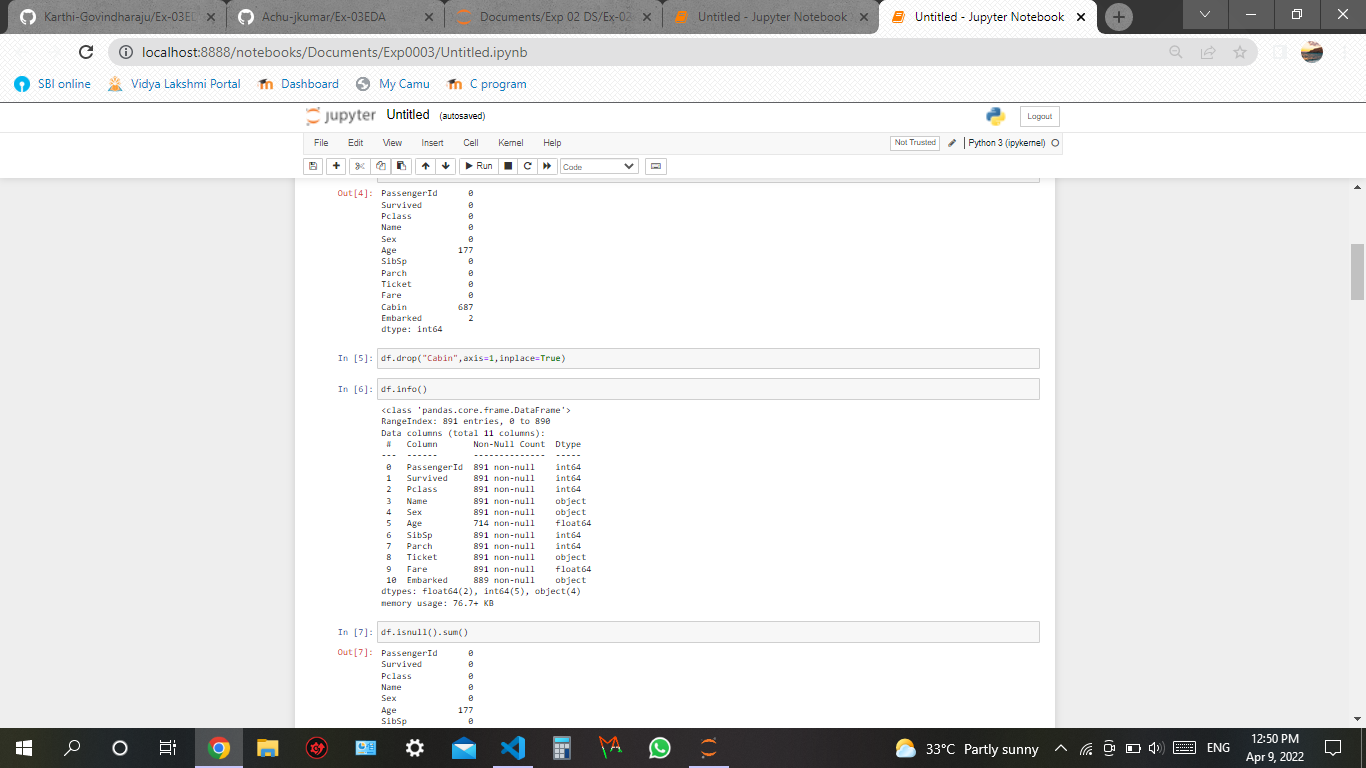 Karthi-Govindharaju/Ex-03ED
Achu-jkumar/Ex-03EDA
Documents/Exp 02 DS/Ex-02
Untitled - Jupyter Notebook
Untitled - Jupyter Notebook
localhost:8888/notebooks/Documents/Exp0003/Untitled.ipynb
SBI online Vidya Lakshmi Portal Dashboard My Camu C program
jupyter Untitled (autosaved) Logout
File Edit View Insert Cell Kernel Help Not Trusted Python 3 (ipykernel)
Run Code
Out[4]: PassengerId 0
Survived 0
Pclass 0
Name 0
Sex 0
Age 177
SibSp 0
Parch 0
Ticket 0
Fare 0
Cabin 687
Embarked 2
dtype: int64
In [5]: df.drop("Cabin",axis=1,inplace=True)
In [6]: df.info()
<class 'pandas.core.frame.DataFrame'>
RangeIndex: 891 entries, 0 to 890
Data columns (total 11 columns):
# Column Non-Null Count Dtype
--- ------ -------------- -----
0 PassengerId 891 non-null int64
1 Survived 891 non-null int64
2 Pclass 891 non-null int64
3 Name 891 non-null object
4 Sex 891 non-null object
5 Age 714 non-null float64
6 SibSp 891 non-null int64
7 Parch 891 non-null int64
8 Ticket 891 non-null object
9 Fare 891 non-null float64
10 Embarked 889 non-null object
dtypes: float64(2), int64(5), object(4)
memory usage: 76.7+ KB
In [7]: df.isnull().sum()
Out[7]: PassengerId 0
Survived 0
Pclass 0
Name 0
Sex 0
Age 177
SibSp 0
33°C Partly sunny ENG 12:50 PM
Apr 9, 2022